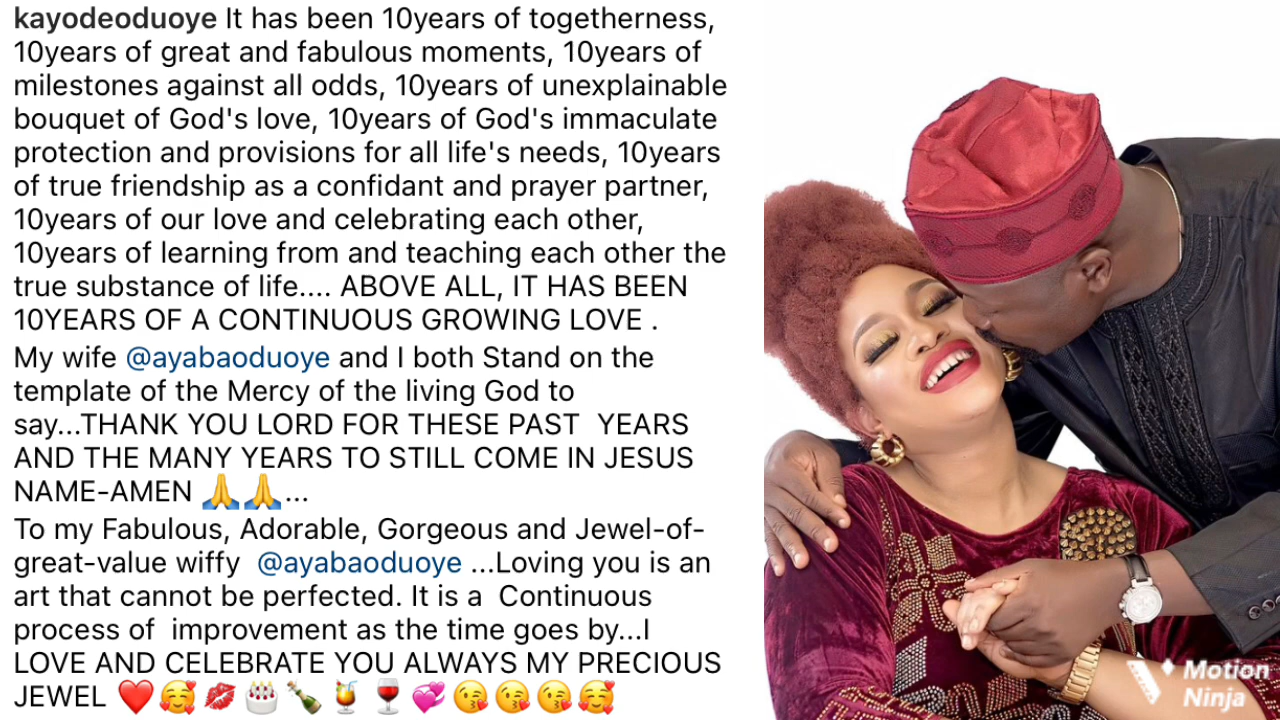 kayodeoduoye It has been 10years of togetherness,
10years of great and fabulous moments, 10years of
milestones against all odds, 10years of unexplainable
bouquet of God's love, 10years of God's immaculate
protection and provisions for all life's needs, 10years
of true friendship as a confidant and prayer partner,
10years of our love and celebrating each other,
10years of learning from and teaching each other the
true substance of life.... ABOVE ALL, IT HAS BEEN
10YEARS OF A CONTINUOUS GROWING LOVE .
My wife @ayabaoduoye and I both Stand on the
template of the Mercy of the living God to
say...THANK YOU LORD FOR THESE PAST  YEARS
AND THE MANY YEARS TO STILL COME IN JESUS
NAME-AMEN 🙏🙏...
To my Fabulous, Adorable, Gorgeous and Jewel-of-
great-value wiffy  @ayabaoduoye ...Loving you is an
art that cannot be perfected. It is a  Continuous
process of  improvement as the time goes by...I
LOVE AND CELEBRATE YOU ALWAYS MY PRECIOUS
JEWEL ❤️🥰💋🎂🍾🍹🍷💞😘😘😘🥰
Motion
Ninja